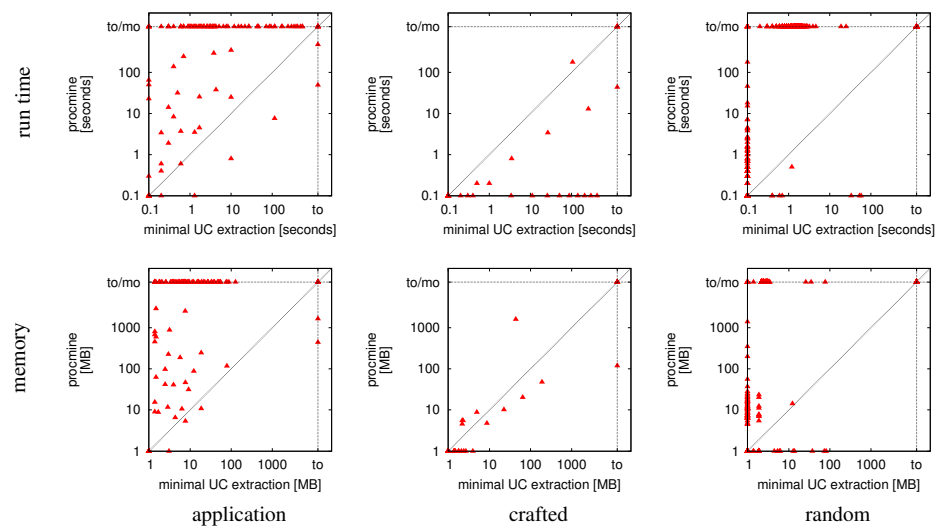 run time
to/mo
100
10
1
0.1
procmine
[seconds]
0.1 1 10 100 to
minimal UC extraction [seconds]
to/mo
100
10
1
0.1
procmine
[seconds]
0.1 1 10 100 to
minimal UC extraction [seconds]
to/mo
100
10
1
0.1
procmine
[seconds]
0.1 1 10 100 to
minimal UC extraction [seconds]
memory
to/mo
1000
100
10
1
procmine
[MB]
1 10 100 1000 to
minimal UC extraction [MB]
to/mo
1000
100
10
1
procmine
[MB]
1 10 100 1000 to
minimal UC extraction [MB]
to/mo
1000
100
10
1
procmine
[MB]
1 10 100 1000 to
minimal UC extraction [MB]
application
crafted
random